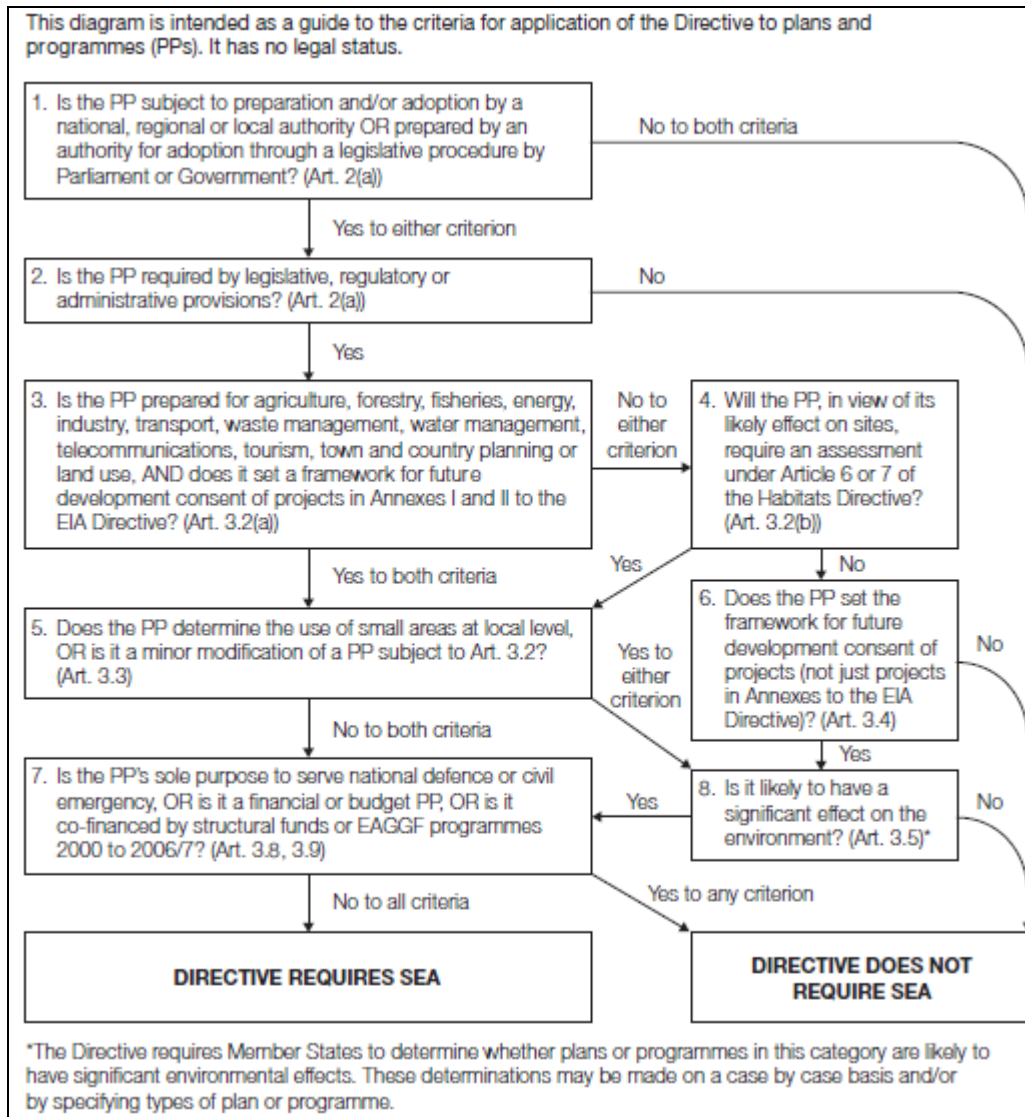 This diagram is intended as a guide to the criteria for application of the Directive to plans and
programmes (PPs). It has no legal status.
1. Is the PP subject to preparation and/or adoption by a
national, regional or local authority OR prepared by an
authority for adoption through a legislative procedure by
Parliament or Government? (Art. 2(a))
No to both criteria
Yes to either criterion
2. Is the PP required by legislative, regulatory or
administrative provisions? (Art. 2(a))
No
Yes
3. Is the PP prepared for agriculture, forestry, fisheries, energy,
industry, transport, waste management, water management,
telecommunications, tourism, town and country planning or
land use, AND does it set a framework for future
development consent of projects in Annexes I and II to the
EIA Directive? (Art. 3.2(a))
No to
either
criterion
4. Will the PP, in view of its
likely effect on sites,
require an assessment
under Article 6 or 7 of
the Habitats Directive?
(Art. 3.2(b))
Yes to both criteria
Yes
No
5. Does the PP determine the use of small areas at local level,
OR is it a minor modification of a PP subject to Art. 3.2?
(Art. 3.3)
Yes to
either
criterion
6. Does the PP set the
framework for future
development consent of
projects (not just projects
in Annexes to the EIA
Directive)? (Art. 3.4)
No
No to both criteria
Yes
7. Is the PP's sole purpose to serve national defence or civil
emergency, OR is it a financial or budget PP, OR is it
co-financed by structural funds or EAGGF programmes
2000 to 2006/7? (Art. 3.8, 3.9)
Yes
8. Is it likely to have a
significant effect on the
environment? (Art. 3.5)*
No
No to all criteria
Yes to any criterion
DIRECTIVE REQUIRES SEA
DIRECTIVE DOES NOT
REQUIRE SEA
*The Directive requires Member States to determine whether plans or programmes in this category are likely to
have significant environmental effects. These determinations may be made on a case by case basis and/or
by specifying types of plan or programme.